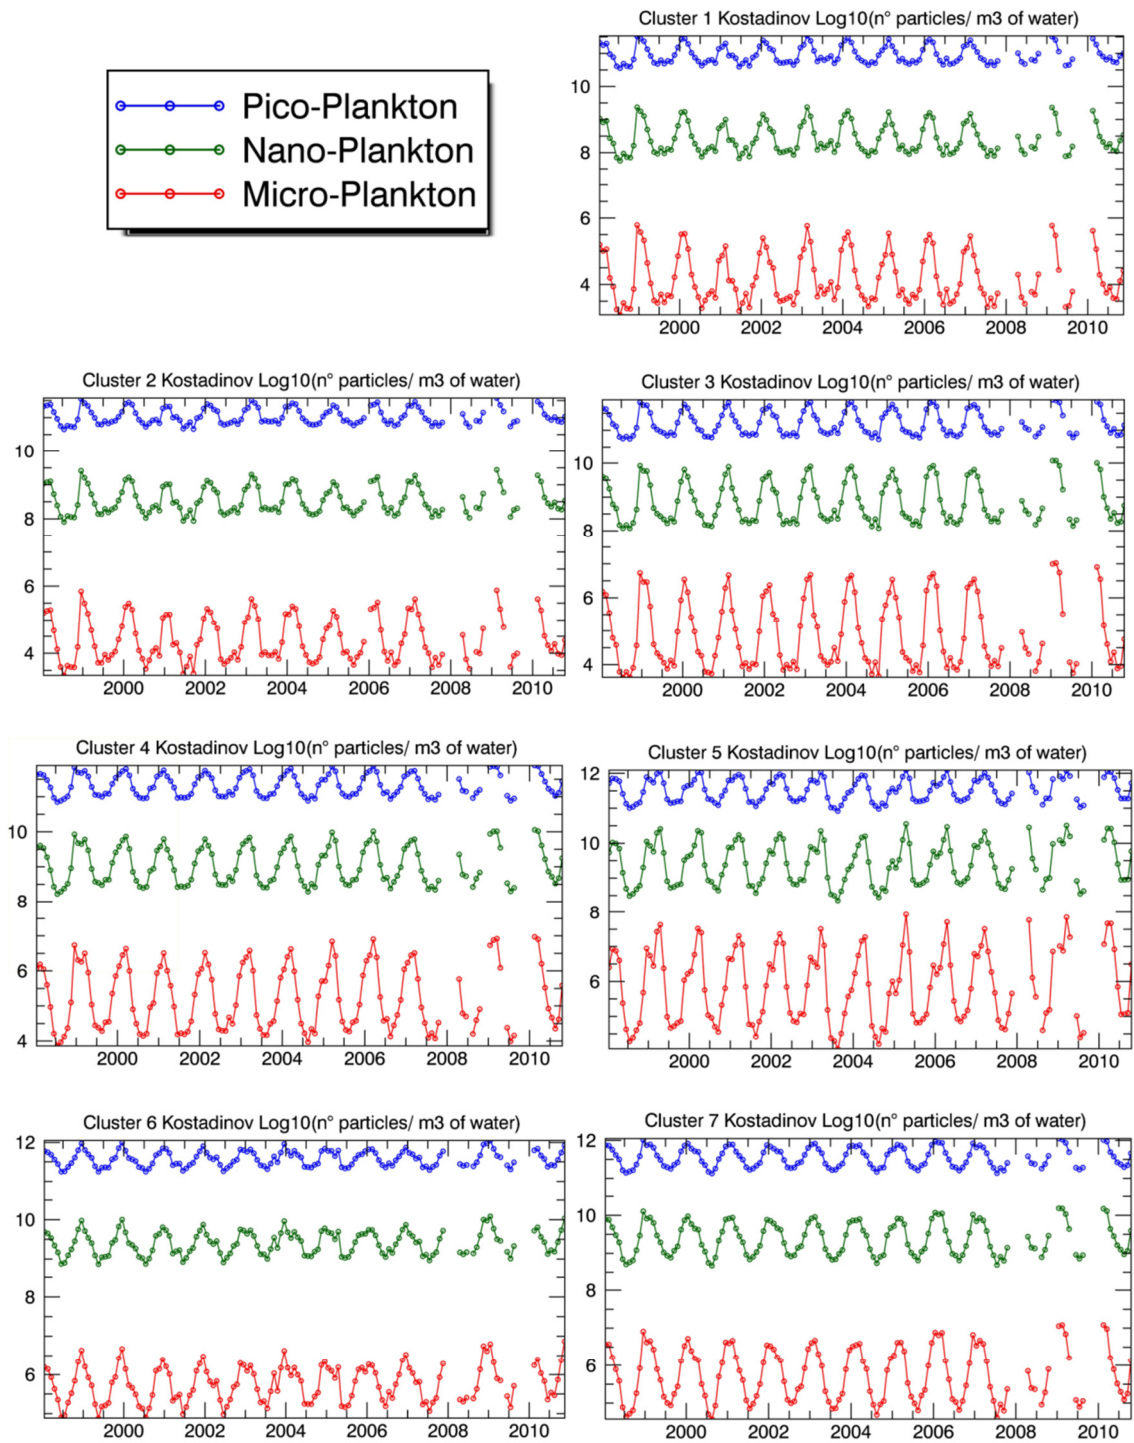 Cluster 1 Kostadinov Log10(n° particles/ m3 of water)
Pico-Plankton
Nano-Plankton
Micro-Plankton
10
8
6
4
2000 2002 2004 2006 2008 2010
Cluster 2 Kostadinov Log10(n° particles/ m3 of water)
10
8
6
4
2000 2002 2004 2006 2008 2010
Cluster 3 Kostadinov Log10(n° particles/ m3 of water)
10
8
6
4
2000 2002 2004 2006 2008 2010
Cluster 4 Kostadinov Log10(n° particles/ m3 of water)
10
8
6
4
2000 2002 2004 2006 2008 2010
Cluster 5 Kostadinov Log10(n° particles/ m3 of water)
12
10
8
6
2000 2002 2004 2006 2008 2010
Cluster 6 Kostadinov Log10(n° particles/ m3 of water)
12
10
8
6
2000 2002 2004 2006 2008 2010
Cluster 7 Kostadinov Log10(n° particles/ m3 of water)
12
10
8
6
2000 2002 2004 2006 2008 2010